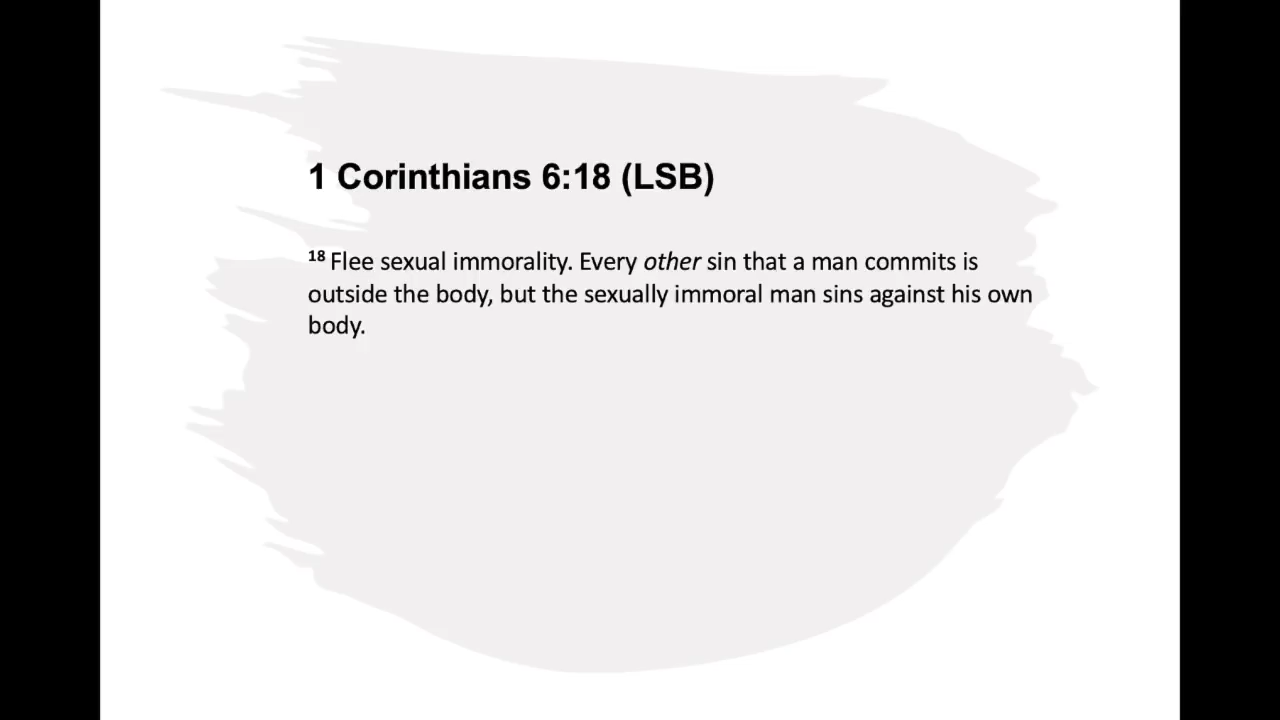 1 Corinthians 6:18 (LSB)
18 Flee sexual immorality. Every other sin that a man commits is
outside the body, but the sexually immoral man sins against his own
body.